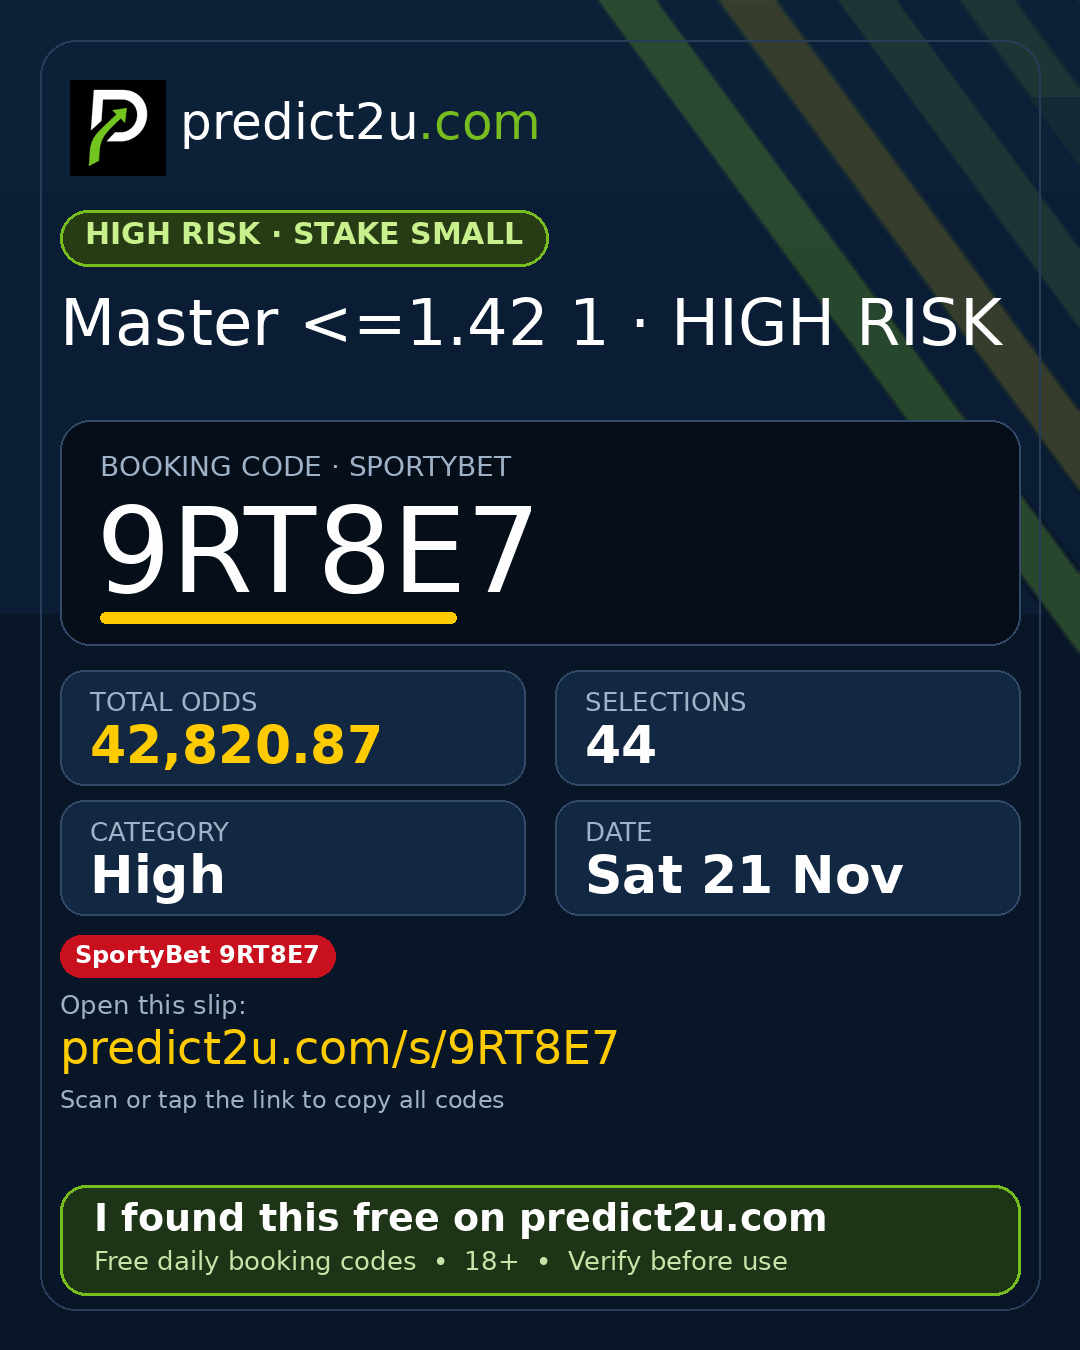 predict2u.com
HIGH RISK · STAKE SMALL
Master <=1.42 1 · HIGH RISK
BOOKING CODE · SPORTYBET
9RT8E7
TOTAL ODDS
42,820.87
SELECTIONS
44
CATEGORY
High
DATE
Sat 21 Nov
SportyBet 9RT8E7
Open this slip:
predict2u.com/s/9RT8E7
Scan or tap the link to copy all codes
I found this free on predict2u.com
Free daily booking codes • 18+ • Verify before use